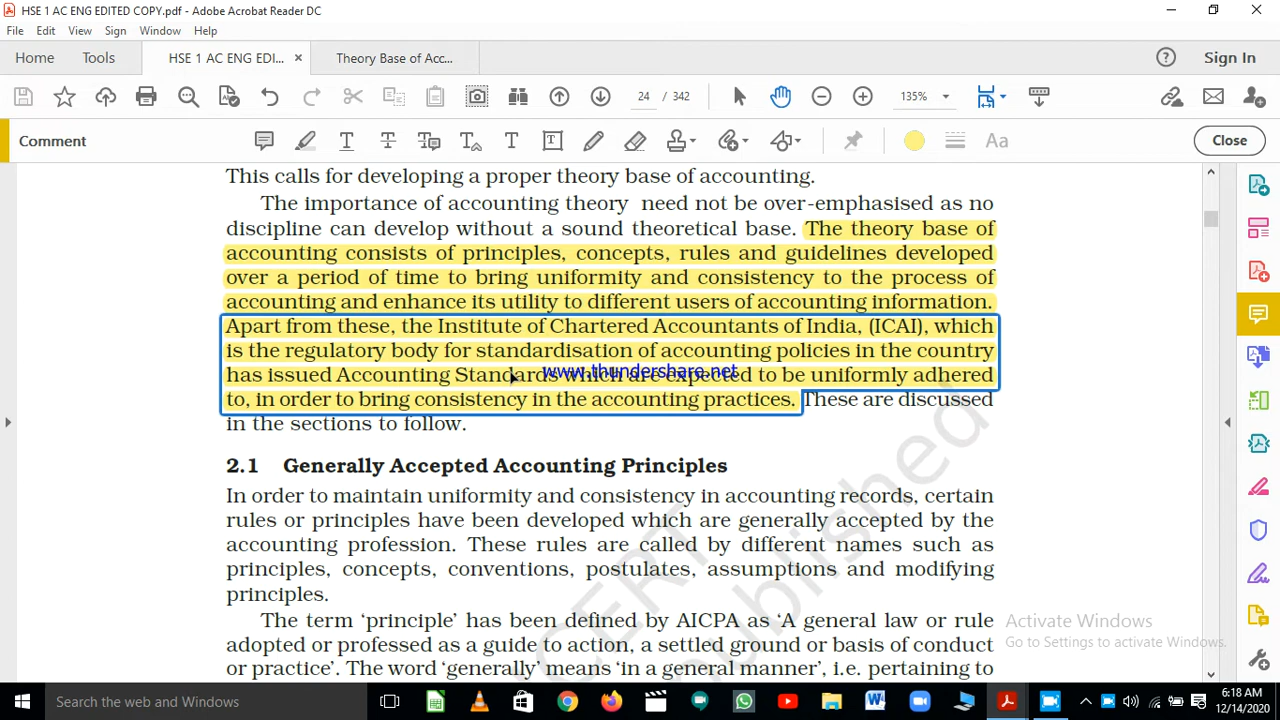 HSE 1 AC ENG EDITED COPY.pdf - Adobe Acrobat Reader DC
File Edit View Sign Window Help
Home Tools HSE 1 AC ENG EDI... × Theory Base of Acc... Sign In
24 / 342 135%
Comment Close
This calls for developing a proper theory base of accounting.
The importance of accounting theory need not be over-emphasised as no
discipline can develop without a sound theoretical base. The theory base of
accounting consists of principles, concepts, rules and guidelines developed
over a period of time to bring uniformity and consistency to the process of
accounting and enhance its utility to different users of accounting information.
Apart from these, the Institute of Chartered Accountants of India, (ICAI), which
is the regulatory body for standardisation of accounting policies in the country
www.thundershare.net
has issued Accounting Standards which are expected to be uniformly adhered
to, in order to bring consistency in the accounting practices. These are discussed
in the sections to follow.
2.1 Generally Accepted Accounting Principles
In order to maintain uniformity and consistency in accounting records, certain
rules or principles have been developed which are generally accepted by the
accounting profession. These rules are called by different names such as
principles, concepts, conventions, postulates, assumptions and modifying
principles.
The term ‘principle’ has been defined by AICPA as ‘A general law or rule
adopted or professed as a guide to action, a settled ground or basis of conduct
or practice’. The word ‘generally’ means ‘in a general manner’, i.e. pertaining to
Activate Windows
Go to Settings to activate Windows.
Search the web and Windows
6:18 AM
12/14/2020